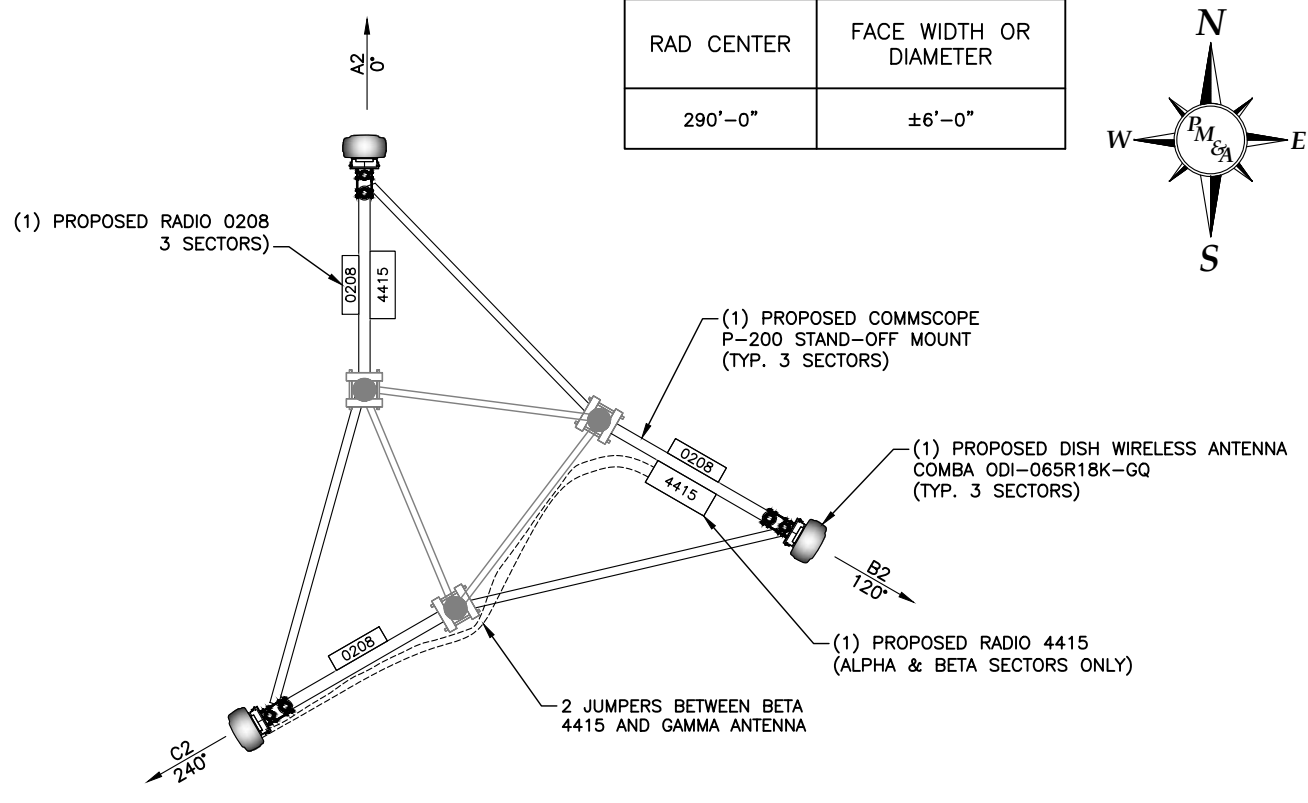 RAD CENTER
FACE WIDTH OR
DIAMETER
290'-0"
±6'-0"
N
W
E
S
PM&A
A2
0°
(1) PROPOSED RADIO 0208
3 SECTORS)
0208
4415
(1) PROPOSED COMMSCOPE
P-200 STAND-OFF MOUNT
(TYP. 3 SECTORS)
0208
4415
(1) PROPOSED DISH WIRELESS ANTENNA
COMBA ODI-065R18K-GQ
(TYP. 3 SECTORS)
B2
120°
(1) PROPOSED RADIO 4415
(ALPHA & BETA SECTORS ONLY)
0208
2 JUMPERS BETWEEN BETA
4415 AND GAMMA ANTENNA
C2
240°